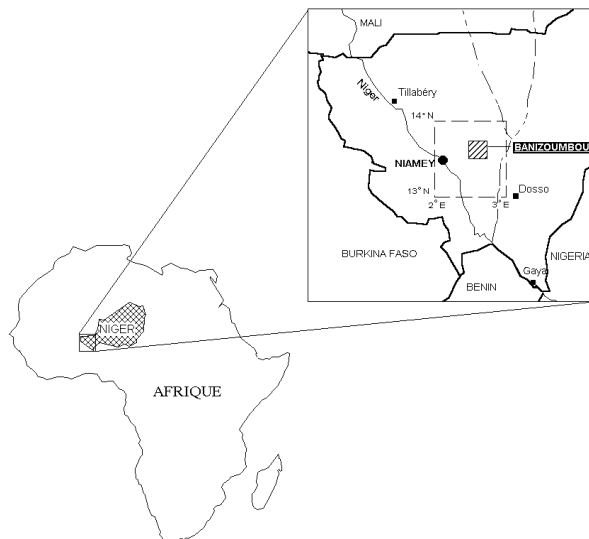 MALI
Niger
Tillabéry
14° N
BANIZOUMBOU
NIAMEY
13° N
2° E
3° E
Dosso
BURKINA FASO
NIGERIA
Gaya
BENIN
NIGER
AFRIQUE